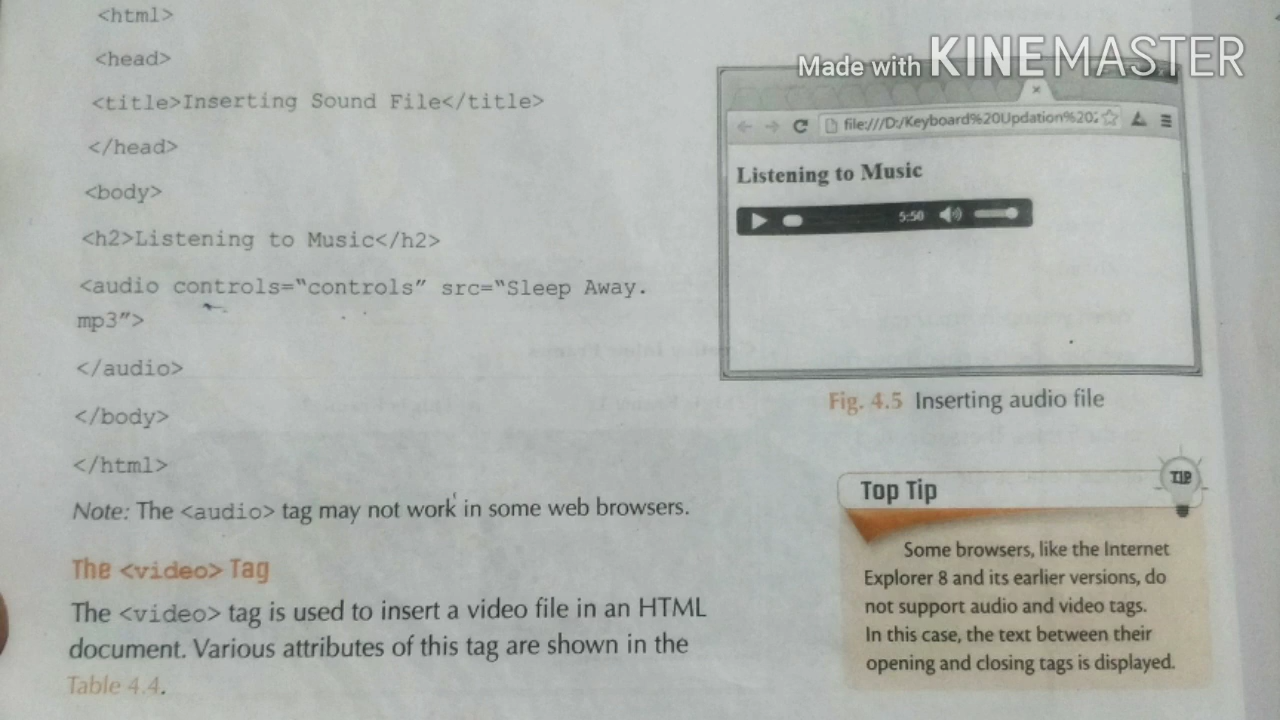 <html>
<head>
<title>Inserting Sound File</title>
</head>
<body>
<h2>Listening to Music</h2>
<audio controls=“controls” src=“Sleep Away.
mp3”>
</audio>
</body>
</html>
Note: The <audio> tag may not work in some web browsers.
The <video> Tag
The <video> tag is used to insert a video file in an HTML
document. Various attributes of this tag are shown in the
Table 4.4.
Made with KINEMASTER
file:///D:/Keyboard%20Updation%20
Listening to Music
5:50
Fig. 4.5 Inserting audio file
TIP
Top Tip
Some browsers, like the Internet
Explorer 8 and its earlier versions, do
not support audio and video tags.
In this case, the text between their
opening and closing tags is displayed.